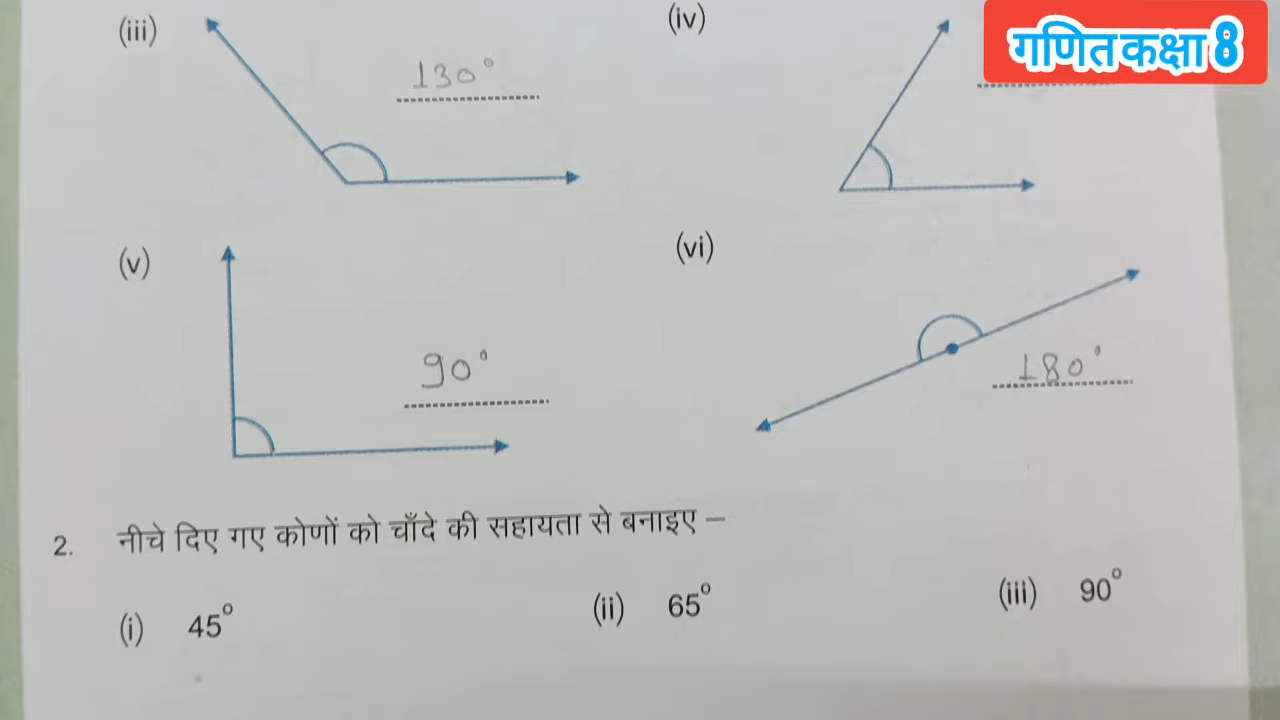 (iii)
130°
(iv)
गणित कक्षा 8
(v)
90°
(vi)
180°
2. नीचे दिए गए कोणों को चाँदे की सहायता से बनाइए –
(i) 45° (ii) 65° (iii) 90°